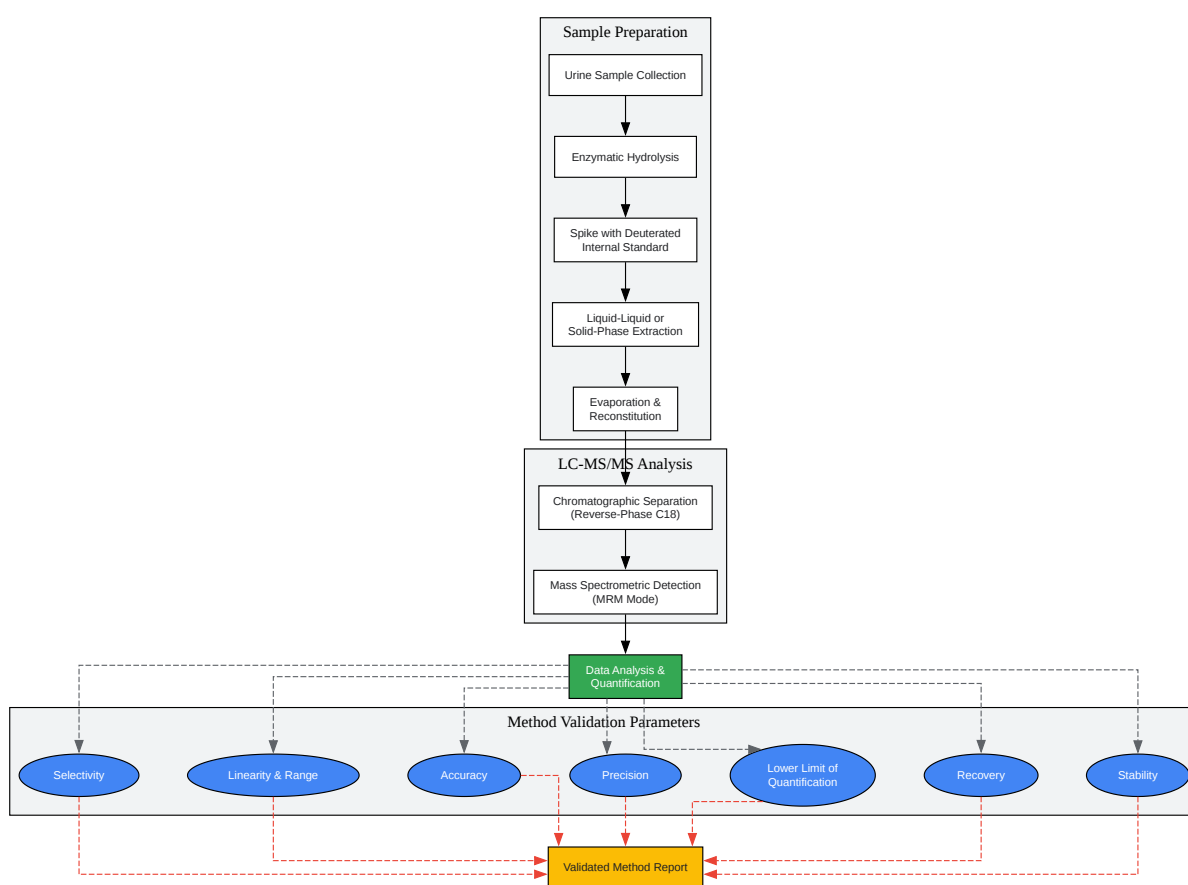 Sample Preparation
Urine Sample Collection
Enzymatic Hydrolysis
Spike with Deuterated
Internal Standard
Liquid-Liquid or
Solid-Phase Extraction
Evaporation &
Reconstitution
LC-MS/MS Analysis
Chromatographic Separation
(Reverse-Phase C18)
Mass Spectrometric Detection
(MRM Mode)
Data Analysis &
Quantification
Method Validation Parameters
Selectivity
Linearity & Range
Accuracy
Precision
Lower Limit of
Quantification
Recovery
Stability
Validated Method Report